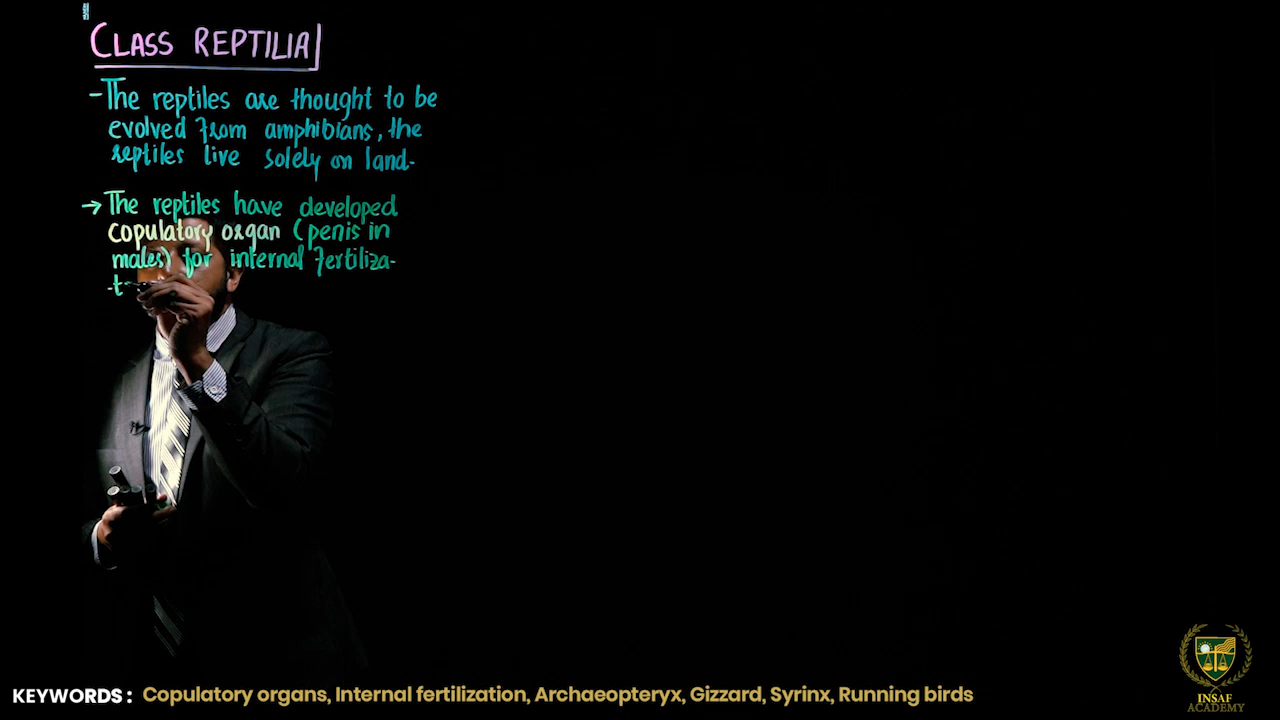 CLASS REPTILIA
- The reptiles are thought to be
evolved from amphibians, the
reptiles live solely on land-
→ The reptiles have developed
copulatory organ (penis in
males) for internal fertiliza-
-t
KEYWORDS : Copulatory organs, Internal fertilization, Archaeopteryx, Gizzard, Syrinx, Running birds
INSAF
ACADEMY